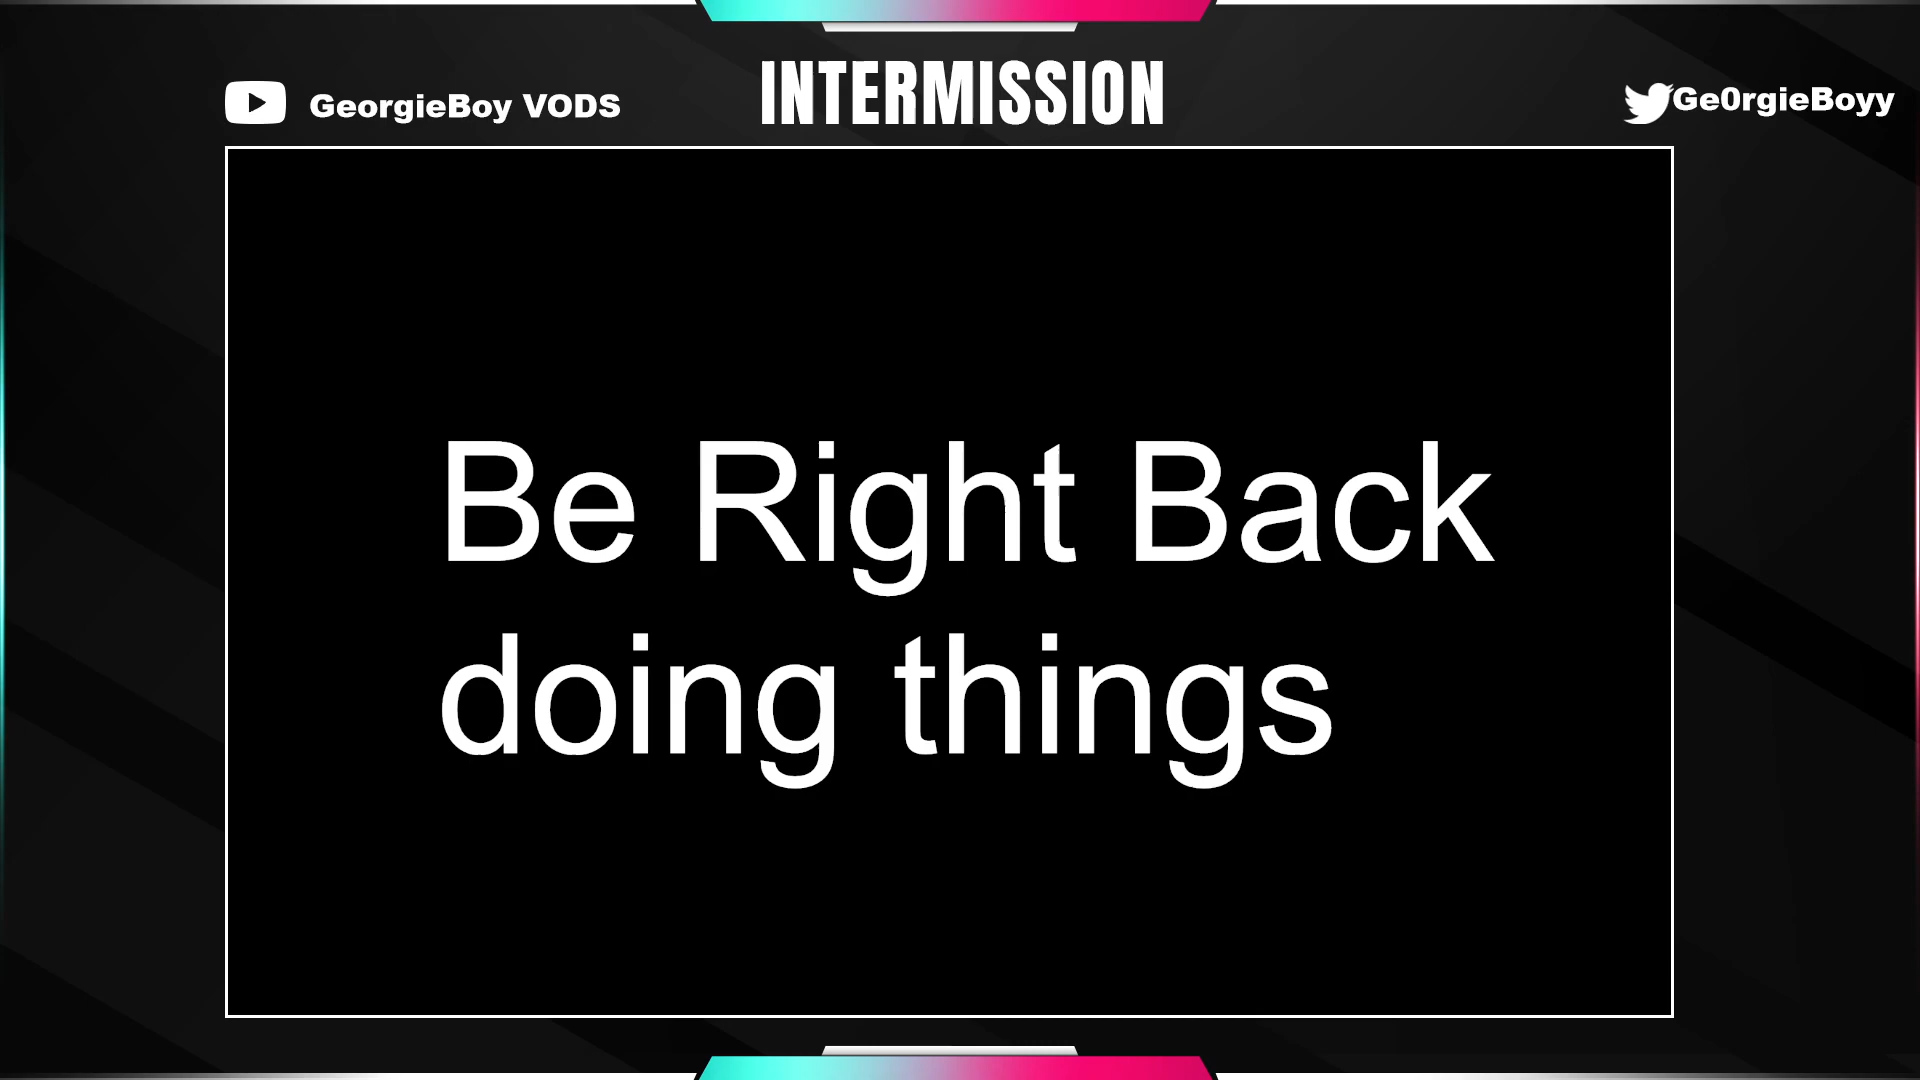 INTERMISSION
GeorgieBoy VODS
Ge0rgieBoyy
Be Right Back
doing things